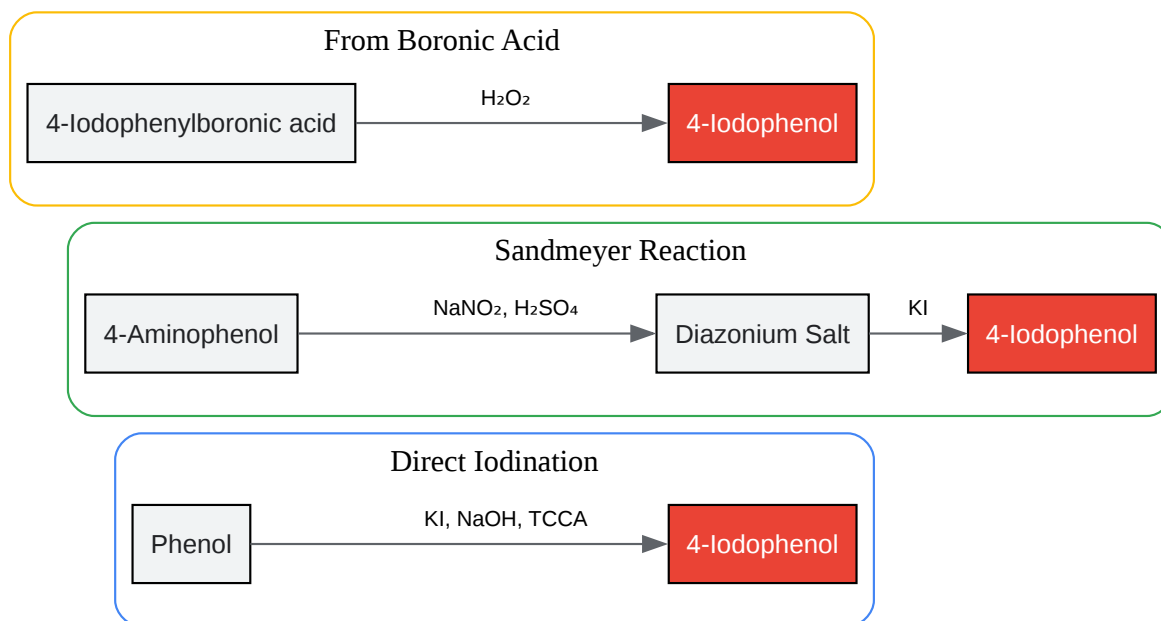 From Boronic Acid
4-Iodophenylboronic acid
H₂O₂
4-Iodophenol
Sandmeyer Reaction
4-Aminophenol
NaNO₂, H₂SO₄
Diazonium Salt
KI
4-Iodophenol
Direct Iodination
Phenol
KI, NaOH, TCCA
4-Iodophenol